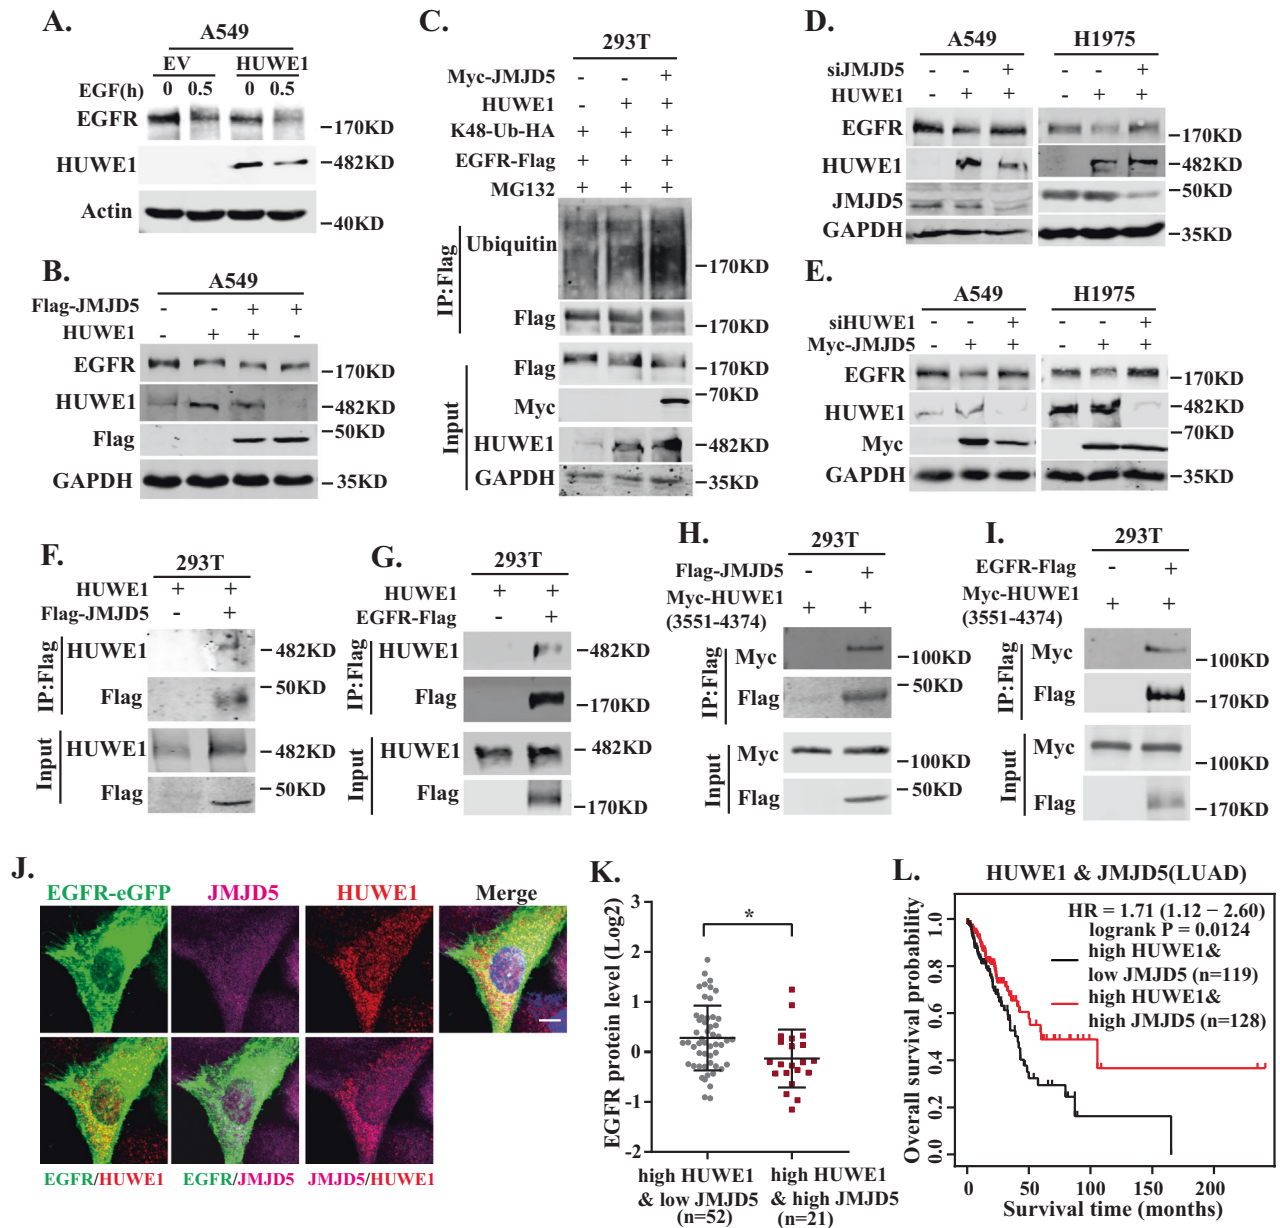 A.
A549
EV HUWE1
EGF(h) 0 0.5 0 0.5
EGFR
−170KD
HUWE1 −482KD
Actin
−40KD
B.
A549
Flag-JMJD5 - - + +
HUWE1 - + + -
EGFR
−170KD
HUWE1 −482KD
Flag −50KD
GAPDH −35KD
C.
293T
Myc-JMJD5 - - +
HUWE1 - + +
K48-Ub-HA + + +
EGFR-Flag + + +
MG132 + + +
IP:Flag
Ubiquitin
−170KD
Flag −170KD
Input
Flag −170KD
Myc −70KD
HUWE1 −482KD
GAPDH −35KD
D.
A549 H1975
siJMJD5 - - + - - +
HUWE1 - + + - + +
EGFR −170KD
HUWE1 −482KD
JMJD5 −50KD
GAPDH −35KD
E.
A549 H1975
siHUWE1 - - + - - +
Myc-JMJD5 - + + - + +
EGFR −170KD
HUWE1 −482KD
Myc −70KD
GAPDH −35KD
F.
293T
HUWE1 + +
Flag-JMJD5 - +
IP:Flag
HUWE1 −482KD
Flag −50KD
Input
HUWE1 −482KD
Flag −50KD
G.
293T
HUWE1 + +
EGFR-Flag - +
IP:Flag
HUWE1 −482KD
Flag −170KD
Input
HUWE1 −482KD
Flag −170KD
H.
293T
Flag-JMJD5 - +
Myc-HUWE1 + +
(3551-4374)
IP:Flag
Myc −100KD
Flag −50KD
Input
Myc −100KD
Flag −50KD
I.
293T
EGFR-Flag - +
Myc-HUWE1 + +
(3551-4374)
IP:Flag
Myc −100KD
Flag −170KD
Input
Myc −100KD
Flag −170KD
J.
EGFR-eGFP JMJD5 HUWE1 Merge
EGFR/HUWE1 EGFR/JMJD5 JMJD5/HUWE1
K.
EGFR protein level (Log2)
3
2
1
0
-1
-2
*
high HUWE1 high HUWE1
& low JMJD5 & high JMJD5
(n=52) (n=21)
L.
HUWE1 & JMJD5(LUAD)
HR = 1.71 (1.12 − 2.60)
logrank P = 0.0124
high HUWE1&
low JMJD5 (n=119)
high HUWE1&
high JMJD5 (n=128)
Overall survival probability
1.0
0.8
0.6
0.4
0.2
0.0
0 50 100 150 200
Survival time (months)